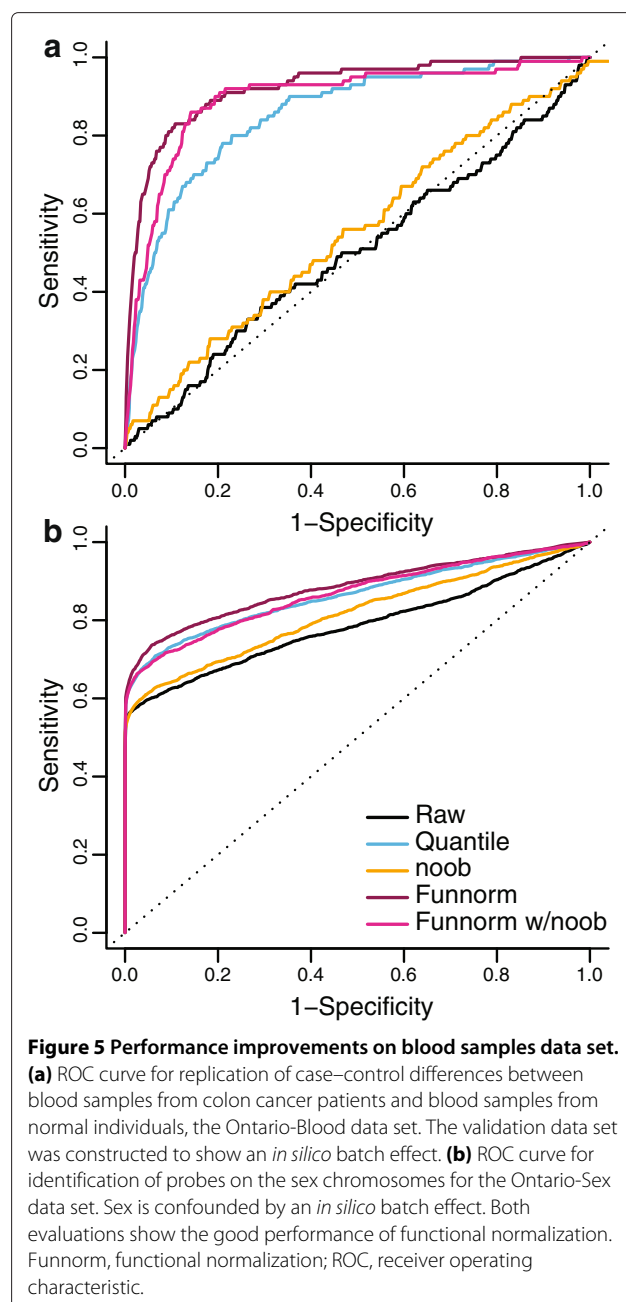 a
1.0
0.8
0.6
0.4
0.2
0.0
Sensitivity
0.0 0.2 0.4 0.6 0.8 1.0
1−Specificity
b
1.0
0.8
0.6
0.4
0.2
0.0
Sensitivity
Raw
Quantile
noob
Funnorm
Funnorm w/noob
0.0 0.2 0.4 0.6 0.8 1.0
1−Specificity
Figure 5 Performance improvements on blood samples data set.
(a) ROC curve for replication of case–control differences between
blood samples from colon cancer patients and blood samples from
normal individuals, the Ontario-Blood data set. The validation data set
was constructed to show an in silico batch effect. (b) ROC curve for
identification of probes on the sex chromosomes for the Ontario-Sex
data set. Sex is confounded by an in silico batch effect. Both
evaluations show the good performance of functional normalization.
Funnorm, functional normalization; ROC, receiver operating
characteristic.